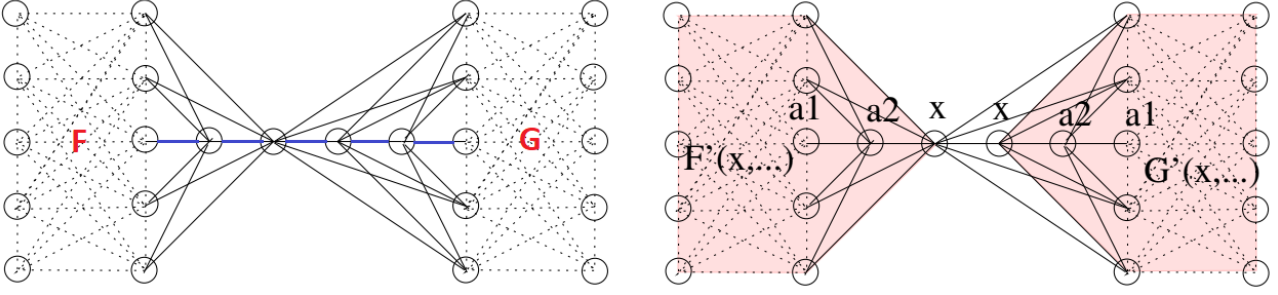 F
G
a1
a2
x
x
a2
a1
F'(x,...)
G'(x,...)